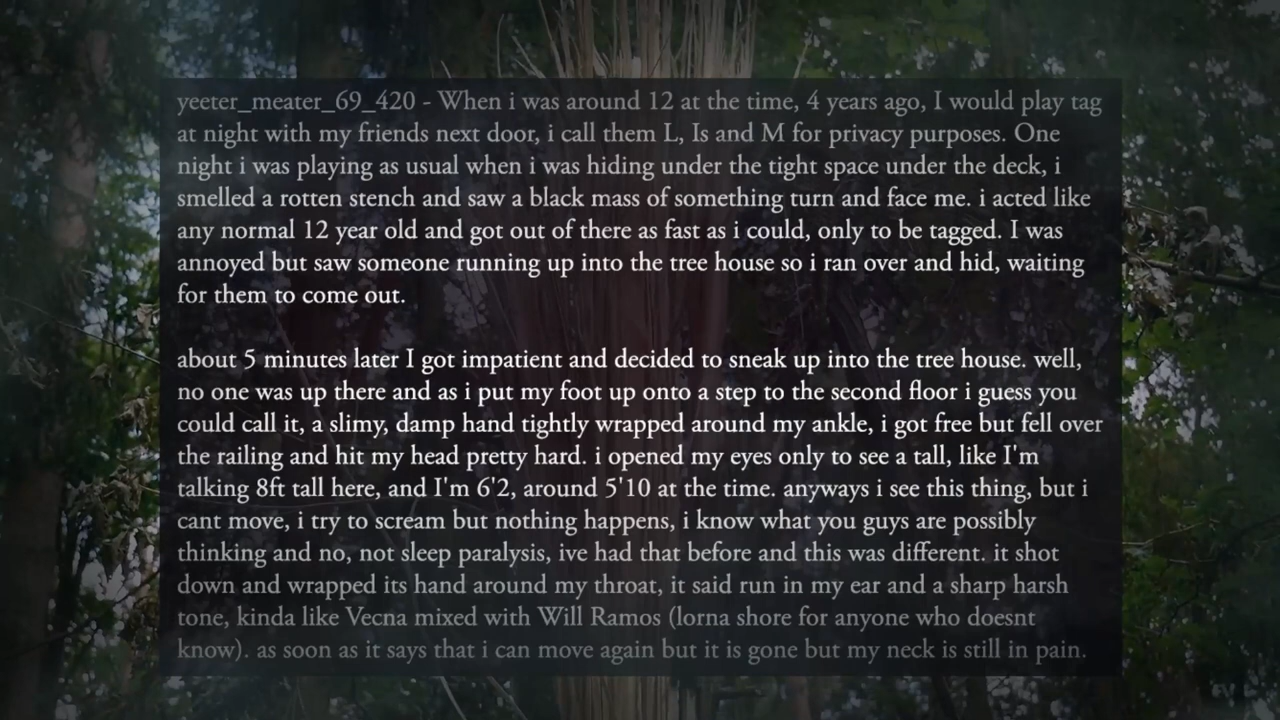 yeeter_meater_69_420 - When i was around 12 at the time, 4 years ago, I would play tag
at night with my friends next door, i call them L, Is and M for privacy purposes. One
night i was playing as usual when i was hiding under the tight space under the deck, i
smelled a rotten stench and saw a black mass of something turn and face me. i acted like
any normal 12 year old and got out of there as fast as i could, only to be tagged. I was
annoyed but saw someone running up into the tree house so i ran over and hid, waiting
for them to come out.
about 5 minutes later I got impatient and decided to sneak up into the tree house. well,
no one was up there and as i put my foot up onto a step to the second floor i guess you
could call it, a slimy, damp hand tightly wrapped around my ankle, i got free but fell over
the railing and hit my head pretty hard. i opened my eyes only to see a tall, like I'm
talking 8ft tall here, and I'm 6'2, around 5'10 at the time. anyways i see this thing, but i
cant move, i try to scream but nothing happens, i know what you guys are possibly
thinking and no, not sleep paralysis, ive had that before and this was different. it shot
down and wrapped its hand around my throat, it said run in my ear and a sharp harsh
tone, kinda like Vecna mixed with Will Ramos (lorna shore for anyone who doesnt
know). as soon as it says that i can move again but it is gone but my neck is still in pain.